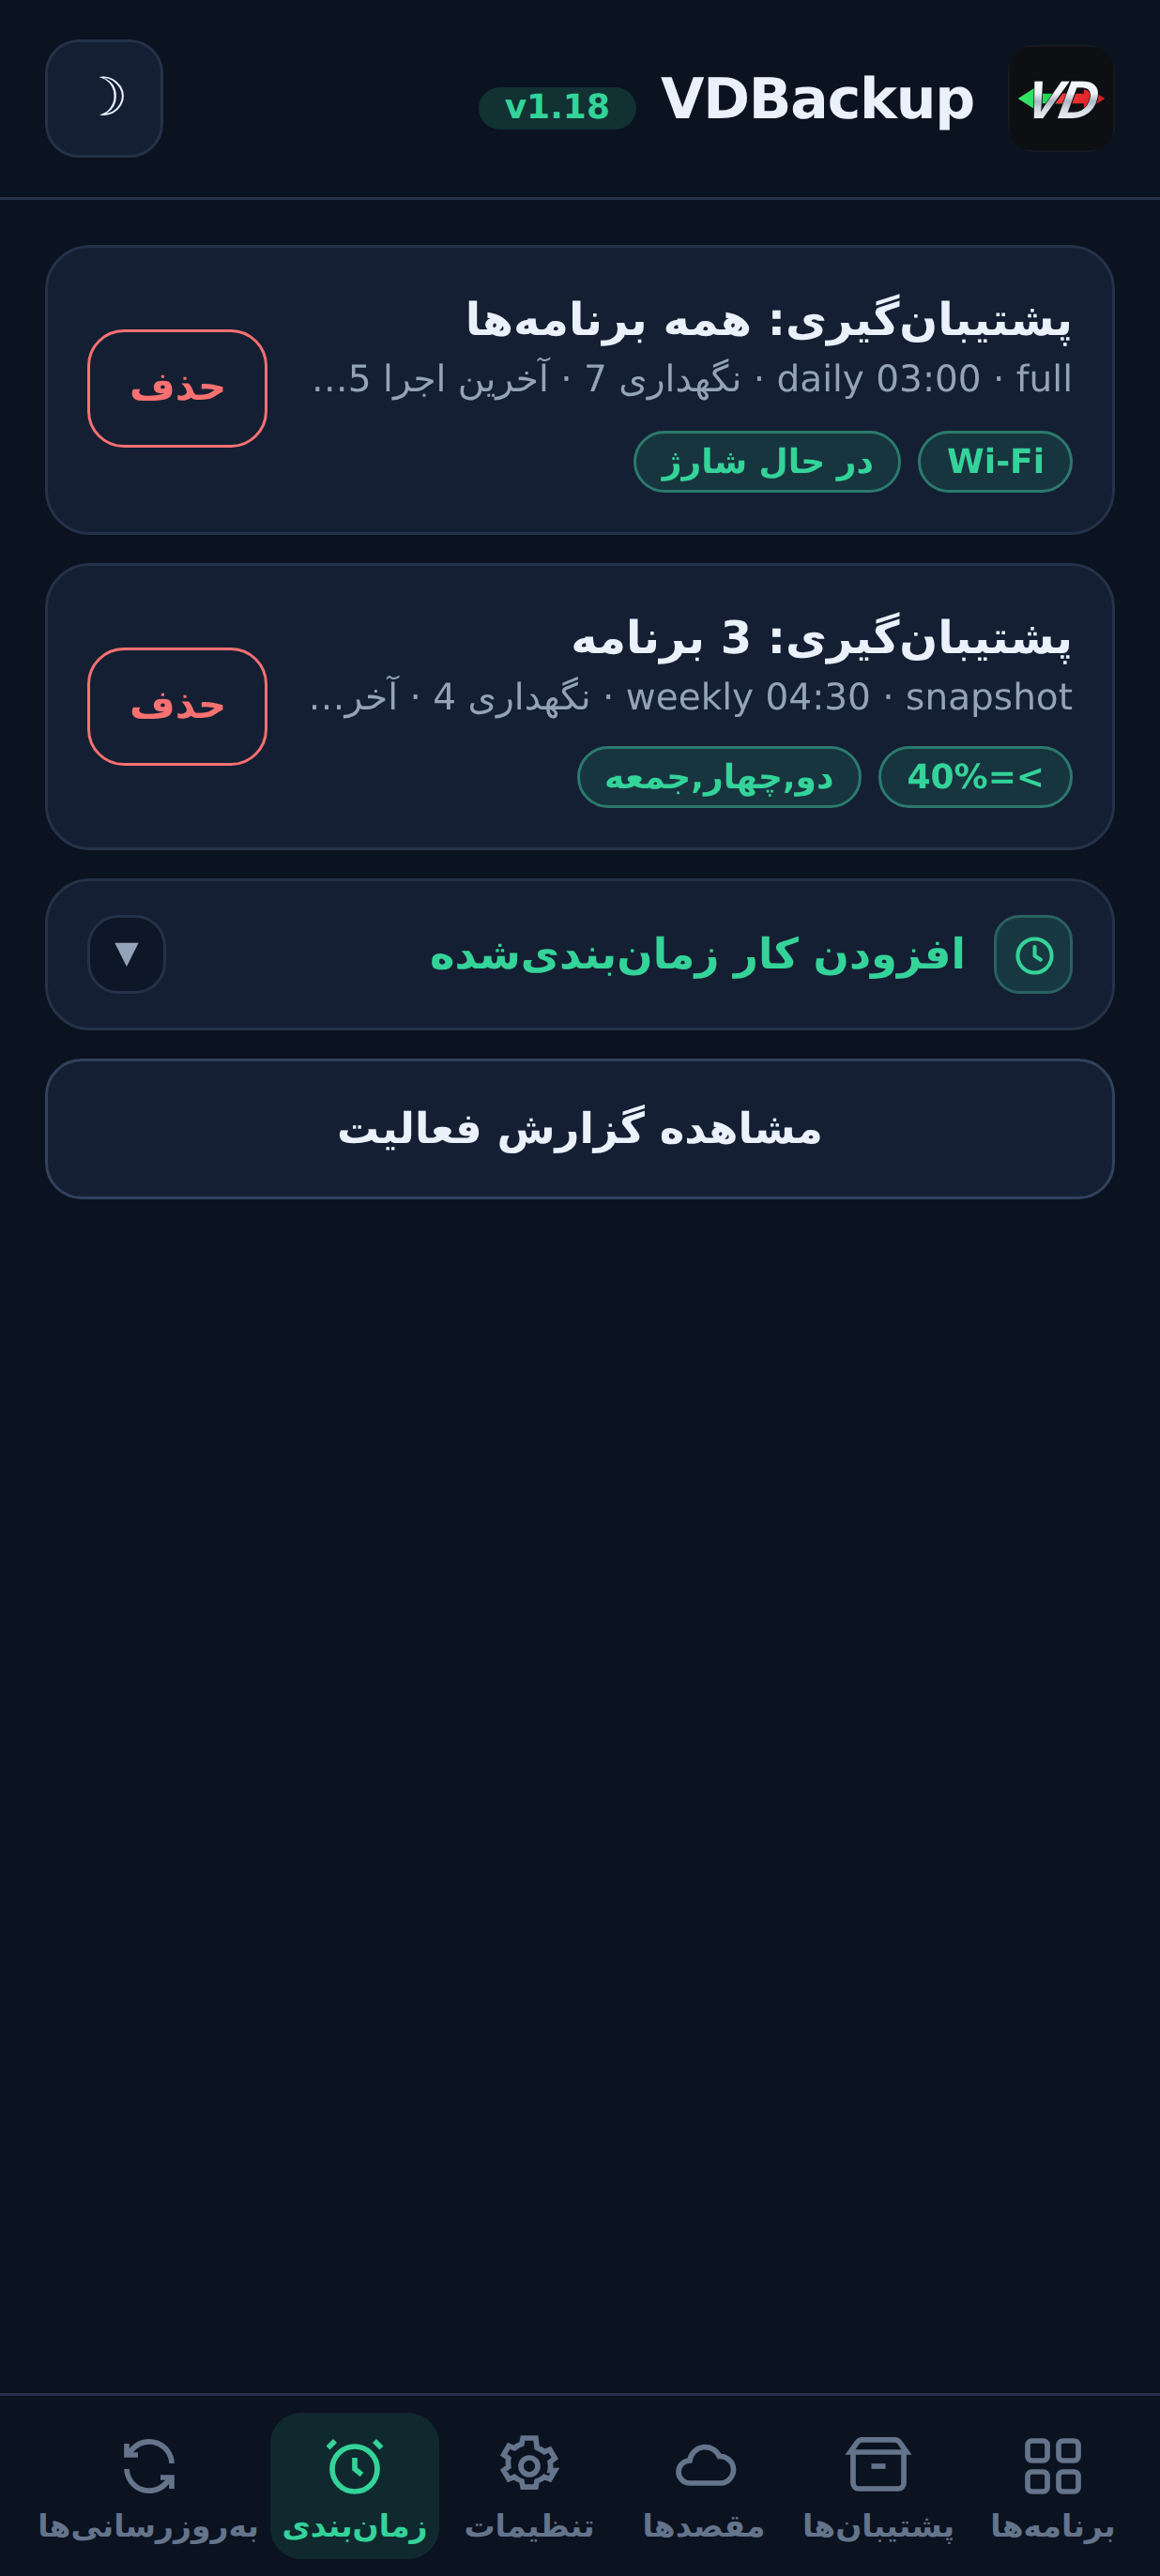 VD VDBackup v1.18
☽
پشتیبان‌گیری: همه برنامه‌ها
full · daily 03:00 · نگهداری 7 · آخرین اجرا 5…
Wi-Fi
در حال شارژ
حذف
پشتیبان‌گیری: 3 برنامه
snapshot · weekly 04:30 · نگهداری 4 · آخر…
>=40%
دو,چهار,جمعه
حذف
افزودن کار زمان‌بندی‌شده
▼
مشاهده گزارش فعالیت
برنامه‌ها
پشتیبان‌ها
مقصدها
تنظیمات
زمان‌بندی
به‌روزرسانی‌ها